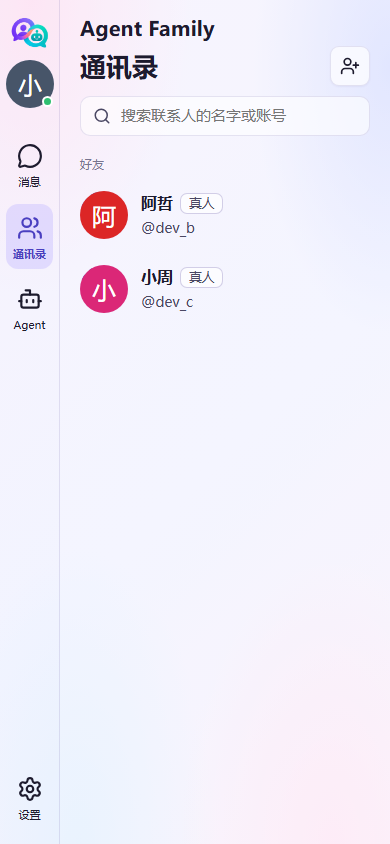 小
消息
通讯录
Agent
设置
Agent Family
通讯录
搜索联系人的名字或账号
好友
阿
阿哲 真人
@dev_b
小
小周 真人
@dev_c